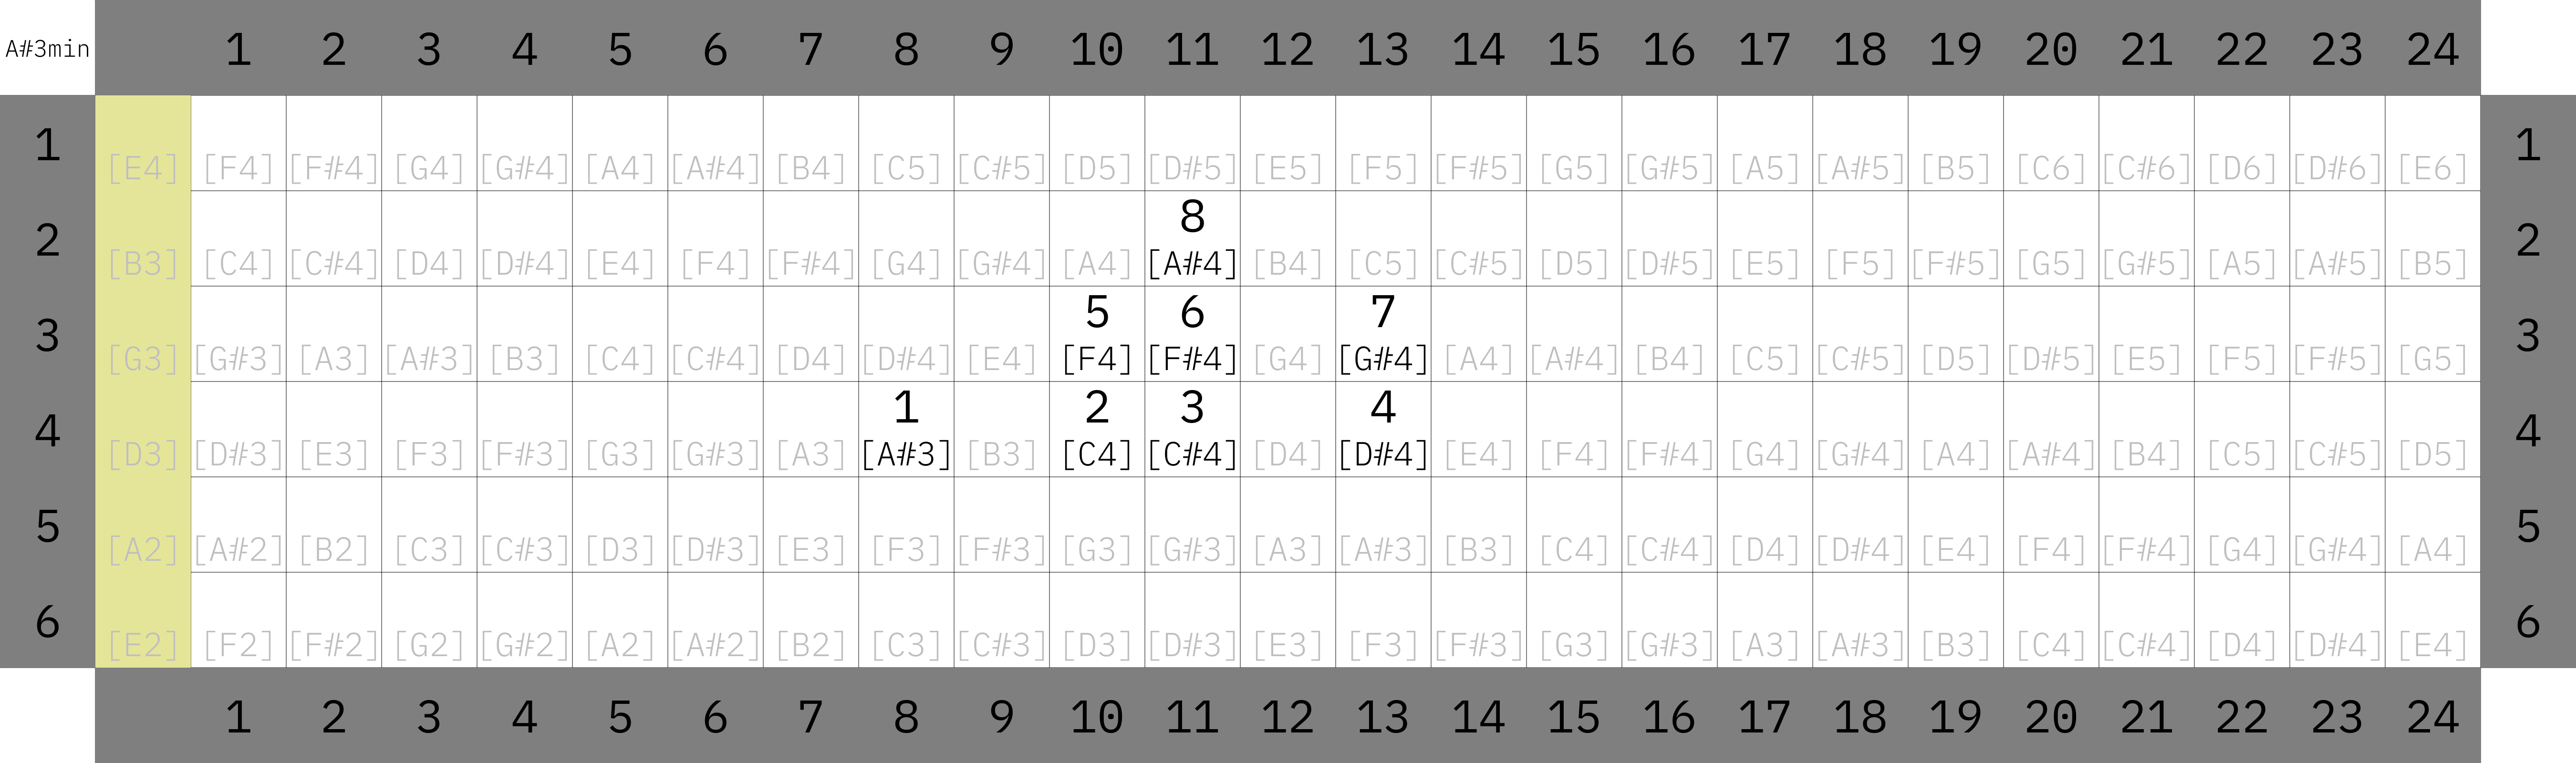 A#3min 1 2 3 4 5 6 7 8 9 10 11 12 13 14 15 16 17 18 19 20 21 22 23 24
1 1
[E4] [F4] [F#4] [G4] [G#4] [A4] [A#4] [B4] [C5] [C#5] [D5] [D#5] [E5] [F5] [F#5] [G5] [G#5] [A5] [A#5] [B5] [C6] [C#6] [D6] [D#6] [E6]
8
2 2
[B3] [C4] [C#4] [D4] [D#4] [E4] [F4] [F#4] [G4] [G#4] [A4] [A#4] [B4] [C5] [C#5] [D5] [D#5] [E5] [F5] [F#5] [G5] [G#5] [A5] [A#5] [B5]
5 6 7
3 3
[G3] [G#3] [A3] [A#3] [B3] [C4] [C#4] [D4] [D#4] [E4] [F4] [F#4] [G4] [G#4] [A4] [A#4] [B4] [C5] [C#5] [D5] [D#5] [E5] [F5] [F#5] [G5]
1 2 3 4
4 4
[D3] [D#3] [E3] [F3] [F#3] [G3] [G#3] [A3] [A#3] [B3] [C4] [C#4] [D4] [D#4] [E4] [F4] [F#4] [G4] [G#4] [A4] [A#4] [B4] [C5] [C#5] [D5]
5 5
[A2] [A#2] [B2] [C3] [C#3] [D3] [D#3] [E3] [F3] [F#3] [G3] [G#3] [A3] [A#3] [B3] [C4] [C#4] [D4] [D#4] [E4] [F4] [F#4] [G4] [G#4] [A4]
6 6
[E2] [F2] [F#2] [G2] [G#2] [A2] [A#2] [B2] [C3] [C#3] [D3] [D#3] [E3] [F3] [F#3] [G3] [G#3] [A3] [A#3] [B3] [C4] [C#4] [D4] [D#4] [E4]
1 2 3 4 5 6 7 8 9 10 11 12 13 14 15 16 17 18 19 20 21 22 23 24